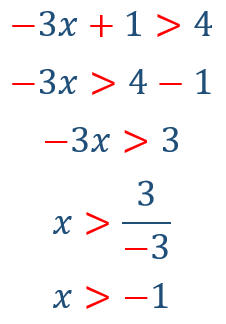 −3x + 1 > 4
−3x > 4 − 1
−3x > 3
x > 3/−3
x > −1